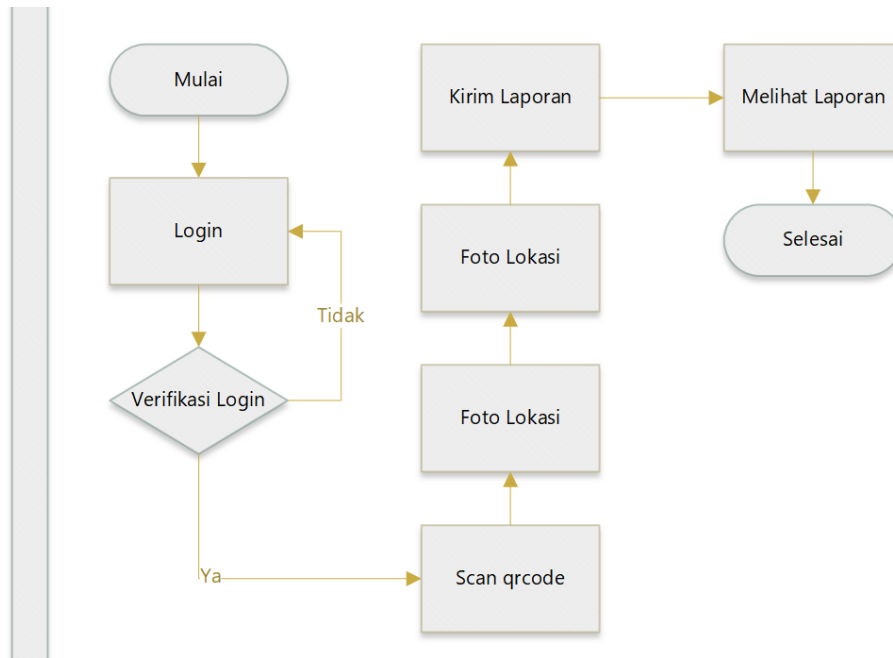 Mulai
Login
Tidak
Verifikasi Login
Ya
Scan qrcode
Foto Lokasi
Foto Lokasi
Kirim Laporan
Melihat Laporan
Selesai